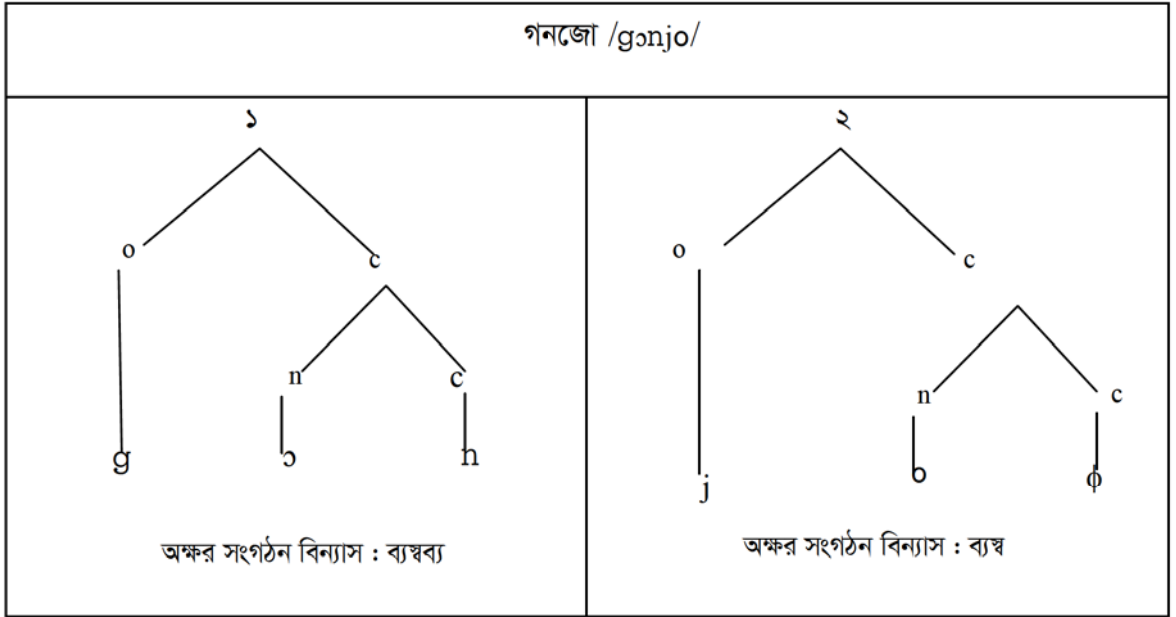 গনজো /gɔnjo/
১
o
c
n
c
g
ɔ
n
অক্ষর সংগঠন বিন্যাস : ব্যস্বব্য
২
o
c
n
c
j
o
ɸ
অক্ষর সংগঠন বিন্যাস : ব্যস্ব